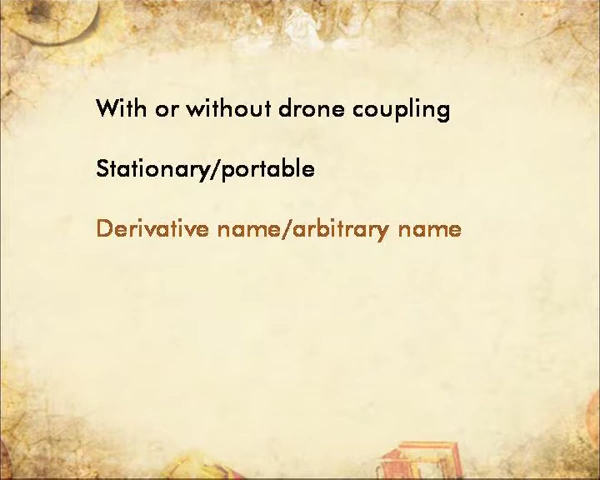 With or without drone coupling
Stationary/portable
Derivative name/arbitrary name